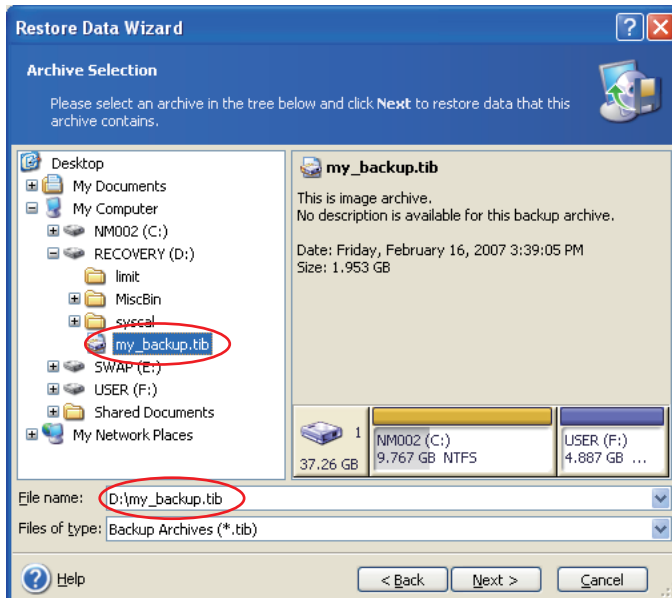 Restore Data Wizard
Archive Selection
Please select an archive in the tree below and click Next to restore data that this
archive contains.
Desktop
My Documents
My Computer
NM002 (C:)
RECOVERY (D:)
limit
MiscBin
syscal
my_backup.tib
SWAP (E:)
USER (F:)
Shared Documents
My Network Places
my_backup.tib
This is image archive.
No description is available for this backup archive.
Date: Friday, February 16, 2007 3:39:05 PM
Size: 1.953 GB
1
37.26 GB
NM002 (C:)
9.767 GB NTFS
USER (F:)
4.887 GB ...
File name: D:\my_backup.tib
Files of type: Backup Archives (*.tib)
Help
< Back
Next >
Cancel